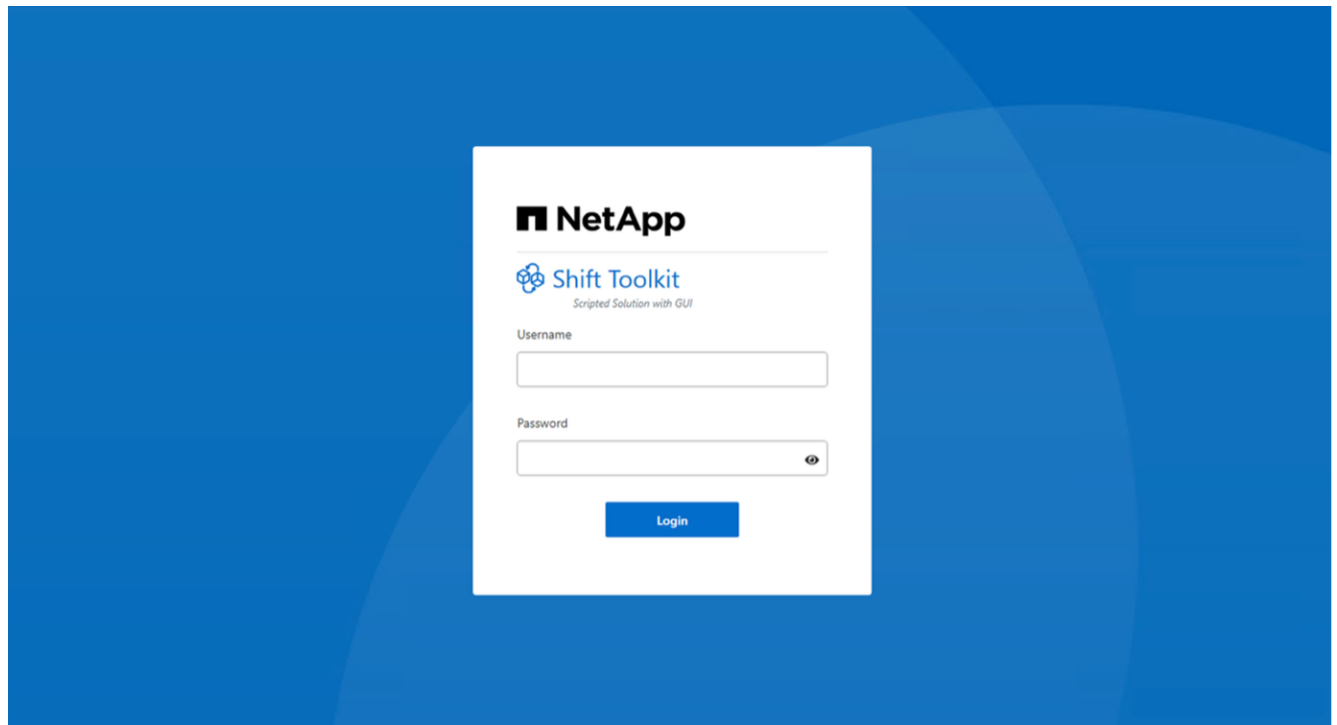 NetApp
Shift Toolkit
Scripted Solution with GUI
Username
Password
Login